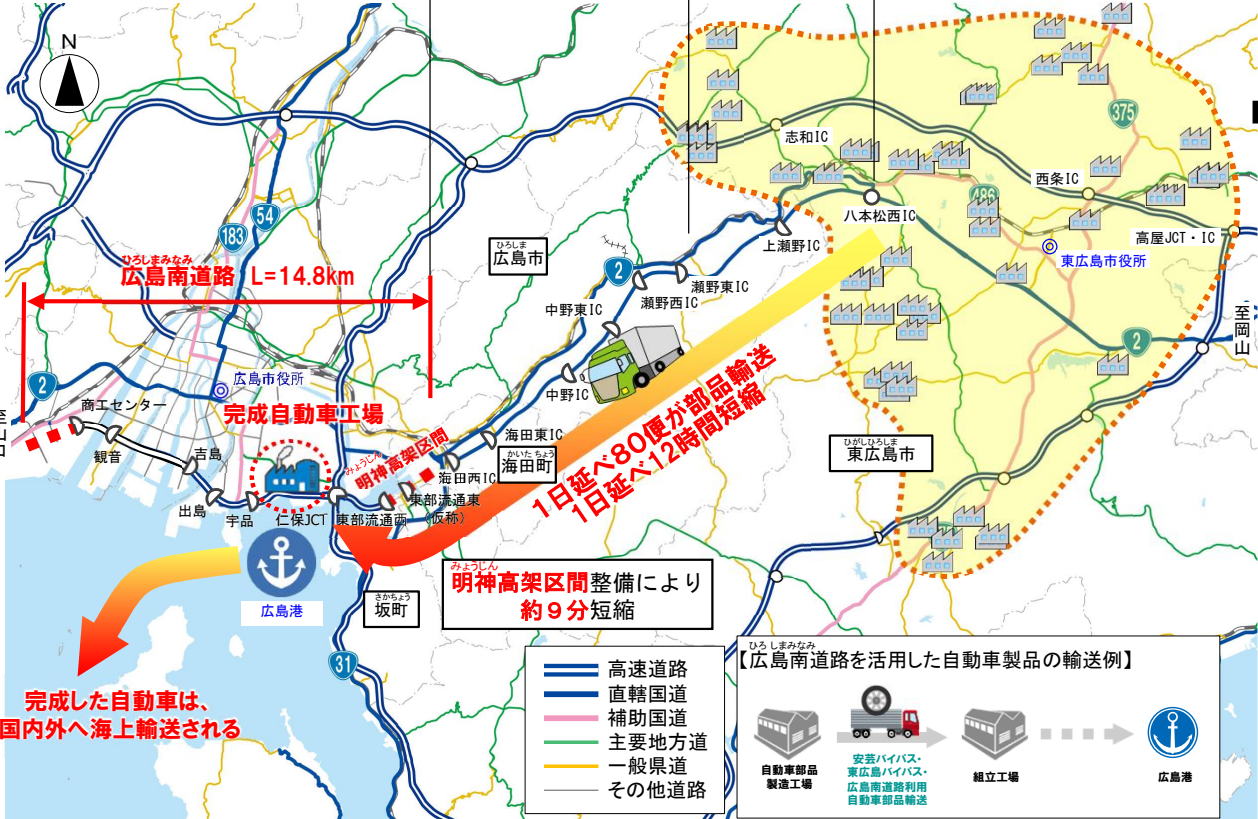 N
375
志和IC
西条IC
486
八本松西IC
高屋JCT・IC
東広島市役所
上瀬野IC
54
183
ひろしま
広島市
ひろしまみなみ
広島南道路 L=14.8km
2
瀬野東IC
瀬野西IC
中野東IC
至岡山
2
2
広島市役所
中野IC
商工センター
完成自動車工場
1日延べ80便が部品輸送
1日延べ12時間短縮
海田東IC
かいたちょう
海田町
ひがしひろしま
東広島市
観音
吉島
みょうじん
明神高架区間
海田西IC
出島
宇品
仁保JCT
東部流通西
東部流通東
(仮称)
みょうじん
明神高架区間整備により
約9分短縮
広島港
さかちょう
坂町
31
完成した自動車は、
国内外へ海上輸送される
高速道路
直轄国道
補助国道
主要地方道
一般県道
その他道路
ひろしまみなみ
【広島南道路を活用した自動車製品の輸送例】
自動車部品
製造工場
安芸バイパス・
東広島バイパス・
広島南道路利用
自動車部品輸送
組立工場
広島港